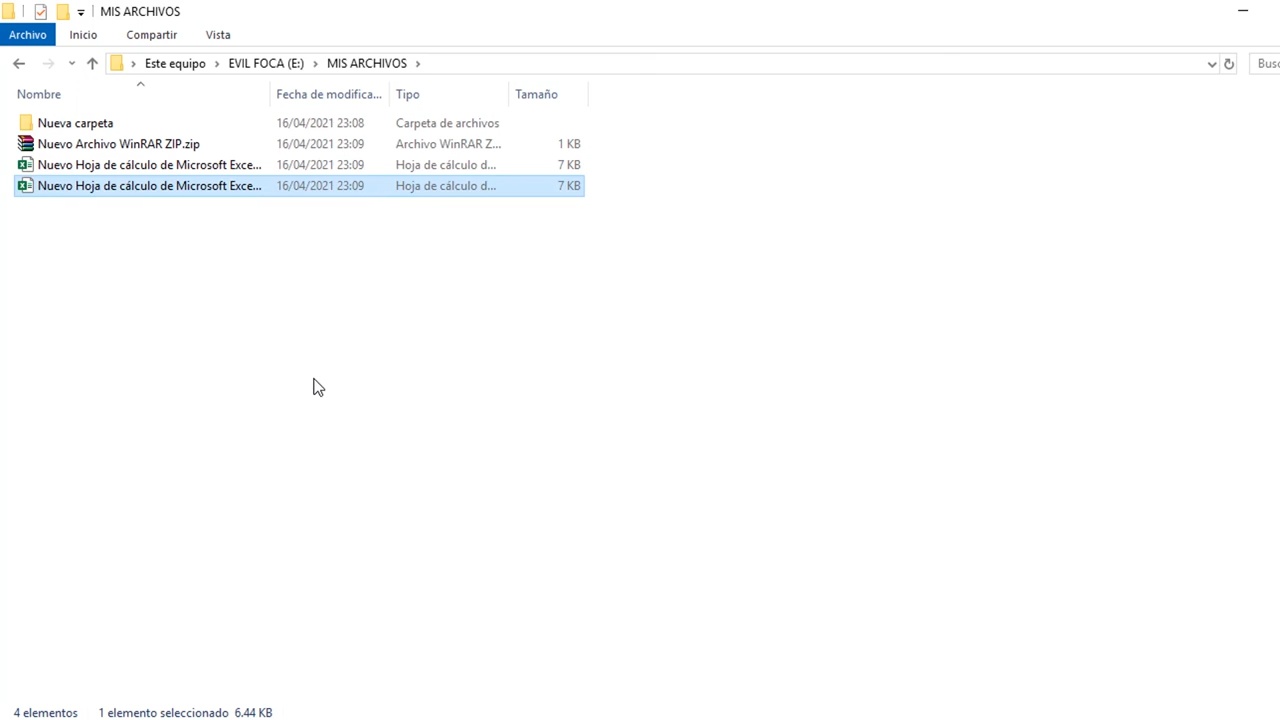 MIS ARCHIVOS
Archivo Inicio Compartir Vista
Este equipo > EVIL FOCA (E:) > MIS ARCHIVOS >
Nombre Fecha de modifica... Tipo Tamaño
Nueva carpeta 16/04/2021 23:08 Carpeta de archivos
Nuevo Archivo WinRAR ZIP.zip 16/04/2021 23:09 Archivo WinRAR Z... 1 KB
Nuevo Hoja de cálculo de Microsoft Exce... 16/04/2021 23:09 Hoja de cálculo d... 7 KB
Nuevo Hoja de cálculo de Microsoft Exce... 16/04/2021 23:09 Hoja de cálculo d... 7 KB
4 elementos 1 elemento seleccionado 6.44 KB